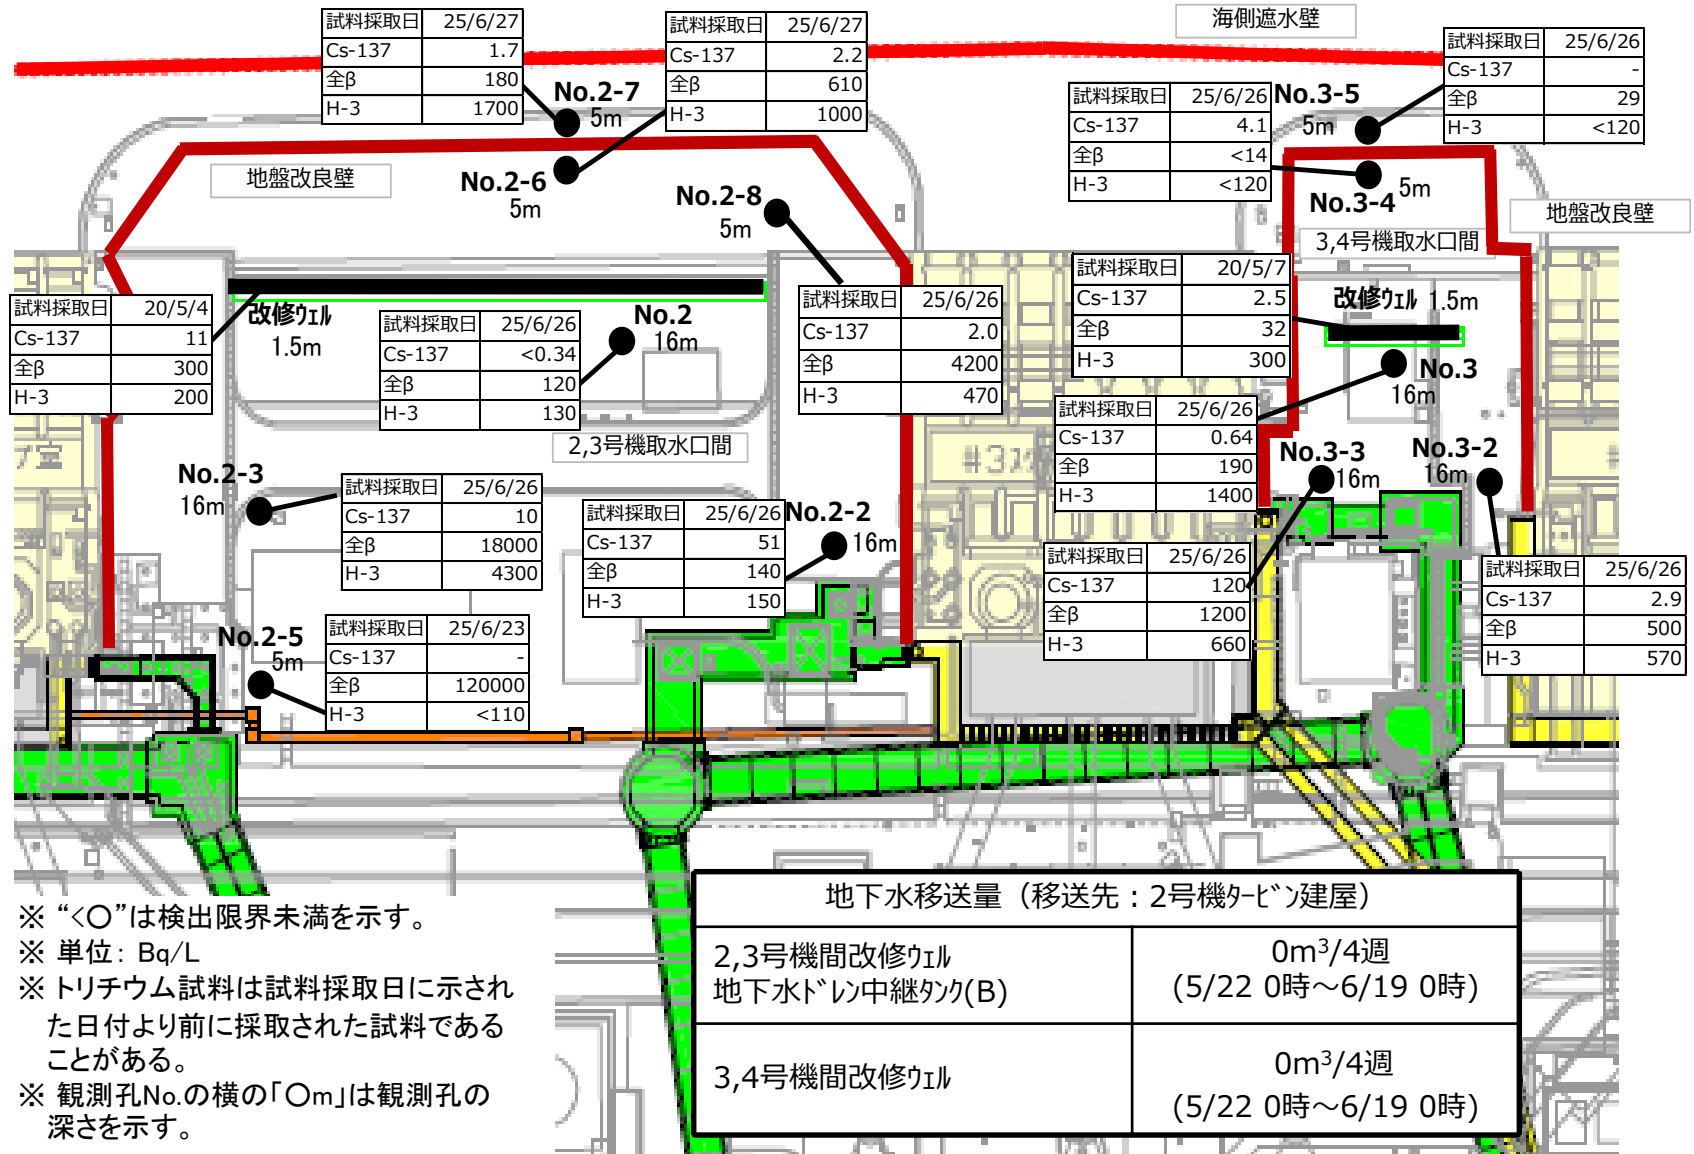 海側遮水壁
試料採取日 25/6/27
Cs-137 1.7
全β 180
H-3 1700
試料採取日 25/6/27
Cs-137 2.2
全β 610
H-3 1000
試料採取日 25/6/26
Cs-137 -
全β 29
H-3 <120
試料採取日 25/6/26
Cs-137 4.1
全β <14
H-3 <120
No.2-7
5m
No.3-5
5m
地盤改良壁
No.2-6
5m
No.2-8
5m
No.3-4 5m
地盤改良壁
3,4号機取水口間
試料採取日 20/5/4
Cs-137 11
全β 300
H-3 200
改修ウェル
1.5m
試料採取日 25/6/26
Cs-137 <0.34
全β 120
H-3 130
No.2
16m
試料採取日 25/6/26
Cs-137 2.0
全β 4200
H-3 470
試料採取日 20/5/7
Cs-137 2.5
全β 32
H-3 300
改修ウェル 1.5m
No.3
16m
試料採取日 25/6/26
Cs-137 0.64
全β 190
H-3 1400
2,3号機取水口間
No.2-3
16m
試料採取日 25/6/26
Cs-137 10
全β 18000
H-3 4300
試料採取日 25/6/26
Cs-137 51
全β 140
H-3 150
No.2-2
16m
No.3-3
16m
No.3-2
16m
試料採取日 25/6/26
Cs-137 120
全β 1200
H-3 660
試料採取日 25/6/26
Cs-137 2.9
全β 500
H-3 570
No.2-5
5m
試料採取日 25/6/23
Cs-137 -
全β 120000
H-3 <110
地下水移送量（移送先：2号機ﾀｰﾋﾞﾝ建屋）
2,3号機間改修ｳｪﾙ
地下水ﾄﾞﾚﾝ中継ﾀﾝｸ(B)
0m³/4週
(5/22 0時～6/19 0時)
3,4号機間改修ｳｪﾙ
0m³/4週
(5/22 0時～6/19 0時)
※ “<〇”は検出限界未満を示す。
※ 単位：Bq/L
※ トリチウム試料は試料採取日に示され
た日付より前に採取された試料である
ことがある。
※ 観測孔No.の横の「〇m」は観測孔の
深さを示す。